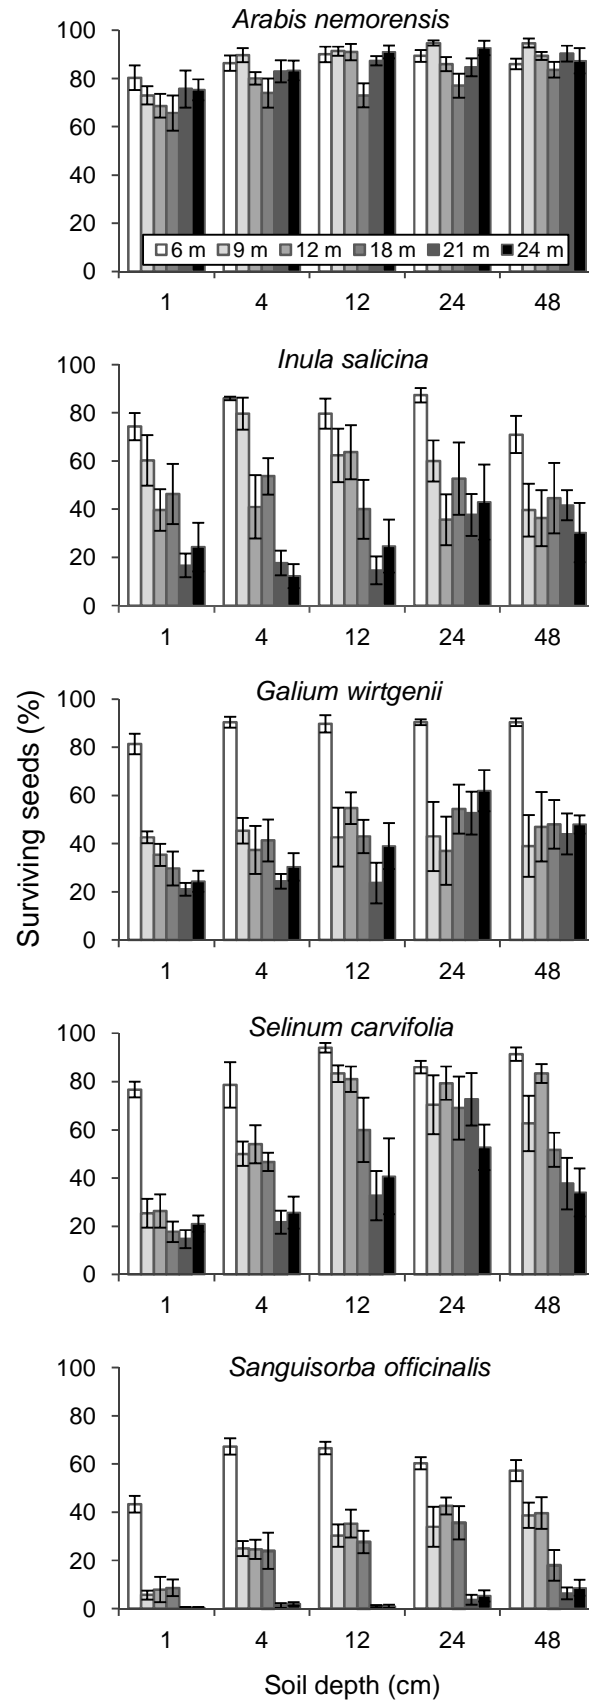 Arabis nemorensis
100
80
60
40
20
0
6 m 9 m 12 m 18 m 21 m 24 m
1 4 12 24 48
Inula salicina
100
80
60
40
20
0
1 4 12 24 48
Surviving seeds (%)
Galium wirtgenii
100
80
60
40
20
0
1 4 12 24 48
Selinum carvifolia
100
80
60
40
20
0
1 4 12 24 48
Sanguisorba officinalis
100
80
60
40
20
0
1 4 12 24 48
Soil depth (cm)